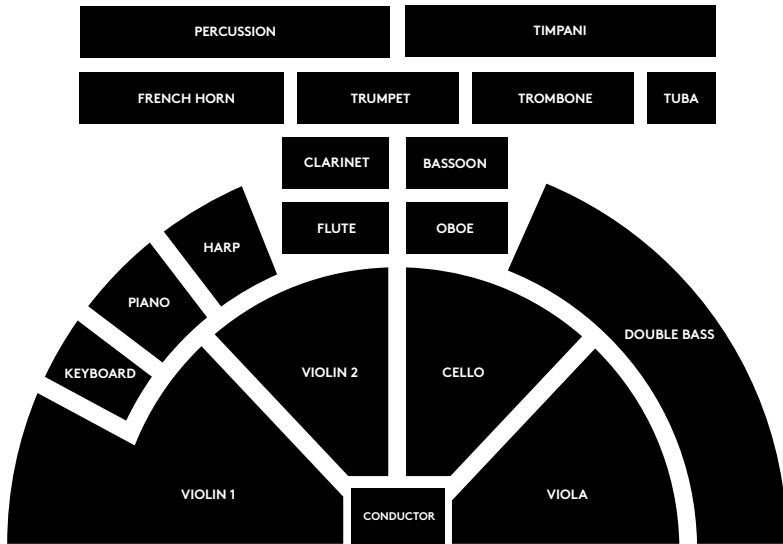 PERCUSSION
TIMPANI
FRENCH HORN
TRUMPET
TROMBONE
TUBA
CLARINET
BASSOON
FLUTE
OBOE
HARP
PIANO
KEYBOARD
DOUBLE BASS
VIOLIN 2
CELLO
VIOLIN 1
VIOLA
CONDUCTOR